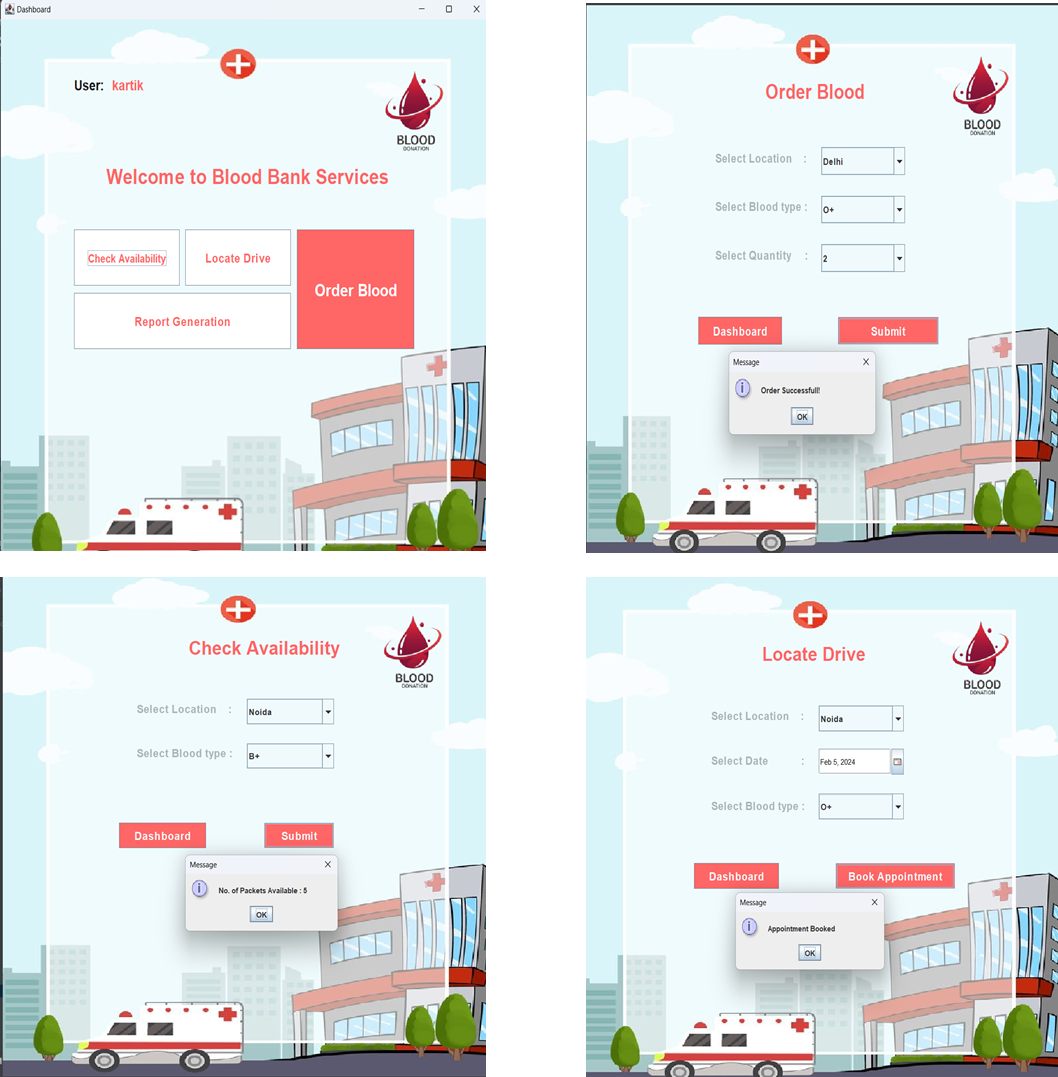 Dashboard
User: kartik
BLOOD
DONATION
Welcome to Blood Bank Services
Check Availability
Locate Drive
Order Blood
Report Generation
Order Blood
BLOOD
DONATION
Select Location :
Delhi
Select Blood type :
O+
Select Quantity :
2
Dashboard
Submit
Message
Order Successfull!
OK
Check Availability
BLOOD
DONATION
Select Location :
Noida
Select Blood type :
B+
Dashboard
Submit
Message
No. of Packets Available : 5
OK
Locate Drive
BLOOD
DONATION
Select Location :
Noida
Select Date :
Feb 5, 2024
Select Blood type :
O+
Dashboard
Book Appointment
Message
Appointment Booked
OK